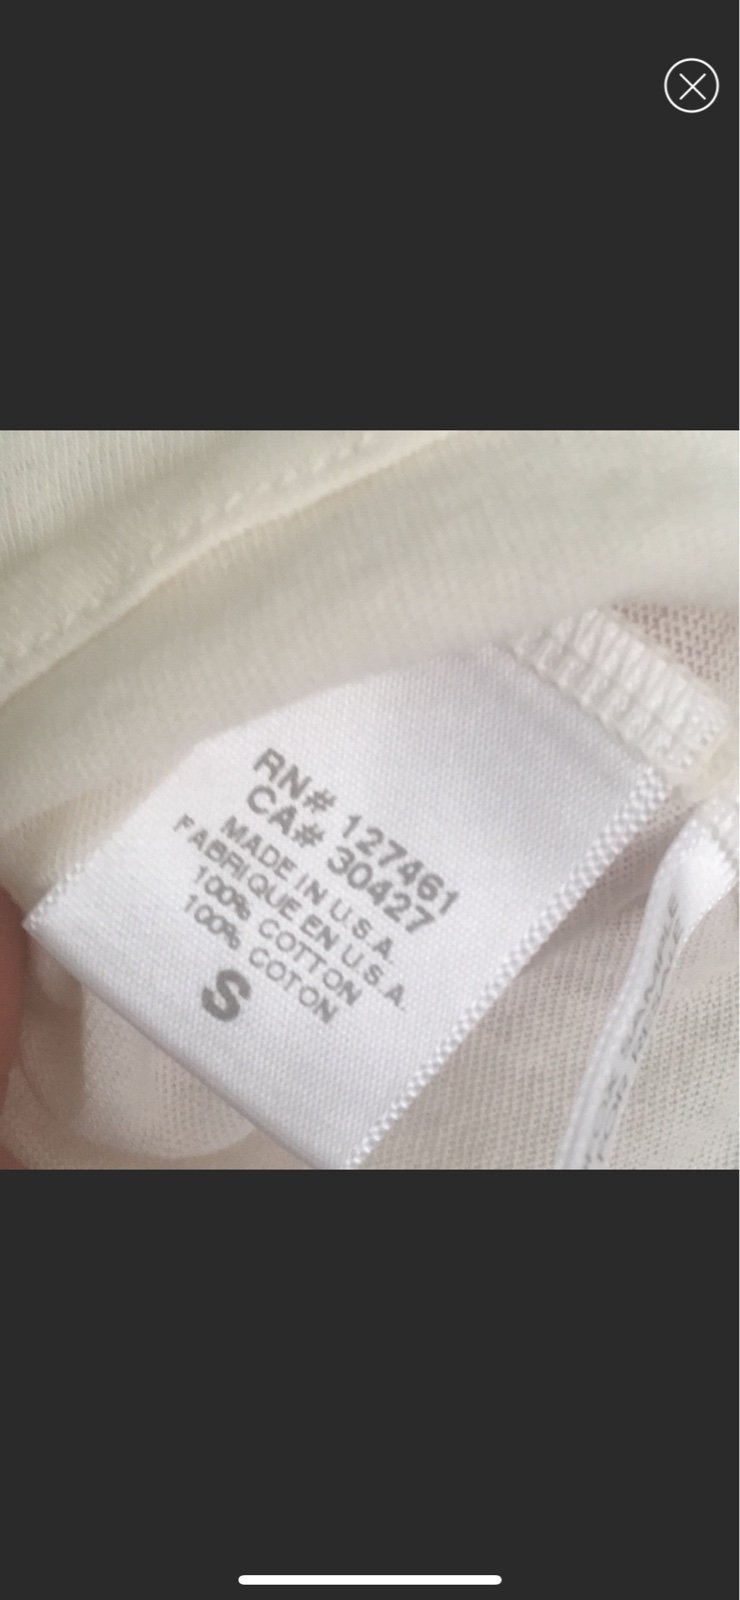 RN# 127461
CA# 30427
MADE IN U.S.A.
FABRIQUE EN U.S.A.
100% COTTON
100% COTON
S